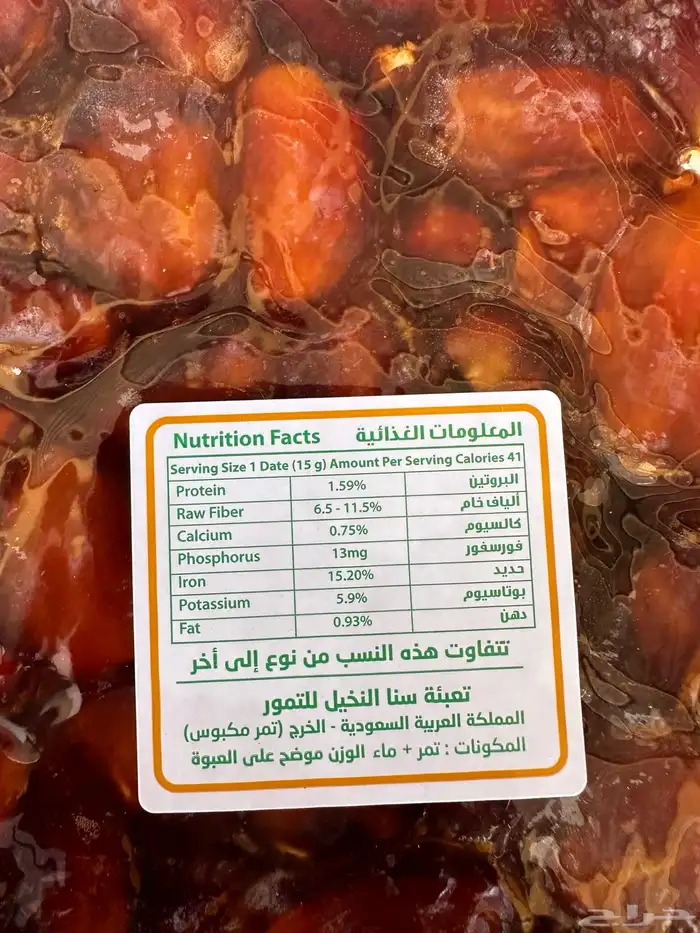 Nutrition Facts المعلومات الغذائية
Serving Size 1 Date (15 g) Amount Per Serving Calories 41
Protein 1.59% البروتين
Raw Fiber 6.5 - 11.5% ألياف خام
Calcium 0.75% كالسيوم
Phosphorus 13mg فورسفور
Iron 15.20% حديد
Potassium 5.9% بوتاسيوم
Fat 0.93% دهن
تتفاوت هذه النسب من نوع إلى أخر
تعبئة سنا النخيل للتمور
المملكة العربية السعودية - الخرج (تمر مكبوس)
المكونات : تمر + ماء الوزن موضح على العبوة
حراج